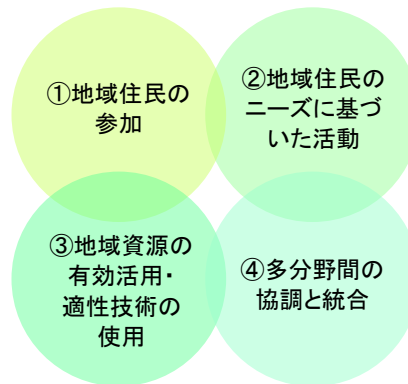 ①地域住民の
参加
②地域住民の
ニーズに基づ
いた活動
③地域資源の
有効活用・
適性技術の
使用
④多分野間の
協調と統合